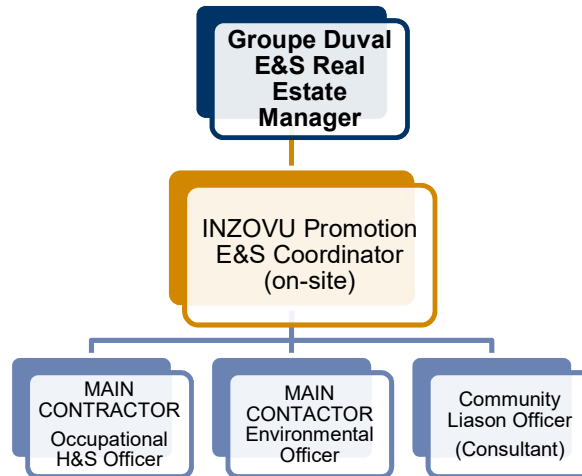 Groupe Duval
E&S Real
Estate
Manager
INZOVU Promotion
E&S Coordinator
(on-site)
MAIN
CONTRACTOR
Occupational
H&S Officer
MAIN
CONTACTOR
Environmental
Officer
Community
Liason Officer
(Consultant)